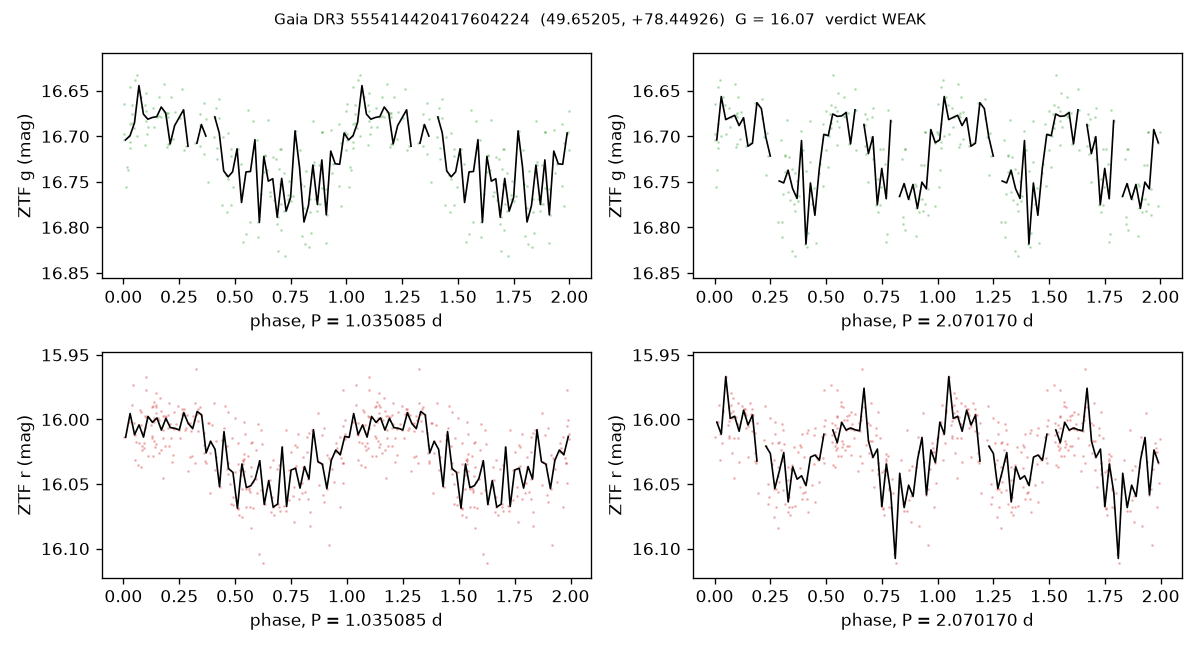 Gaia DR3 555414420417604224 (49.65205, +78.44926) G = 16.07 verdict WEAK
ZTF g (mag)
16.65
16.70
16.75
16.80
16.85
0.00 0.25 0.50 0.75 1.00 1.25 1.50 1.75 2.00
phase, P = 1.035085 d
ZTF g (mag)
16.65
16.70
16.75
16.80
16.85
0.00 0.25 0.50 0.75 1.00 1.25 1.50 1.75 2.00
phase, P = 2.070170 d
ZTF r (mag)
15.95
16.00
16.05
16.10
0.00 0.25 0.50 0.75 1.00 1.25 1.50 1.75 2.00
phase, P = 1.035085 d
ZTF r (mag)
15.95
16.00
16.05
16.10
0.00 0.25 0.50 0.75 1.00 1.25 1.50 1.75 2.00
phase, P = 2.070170 d